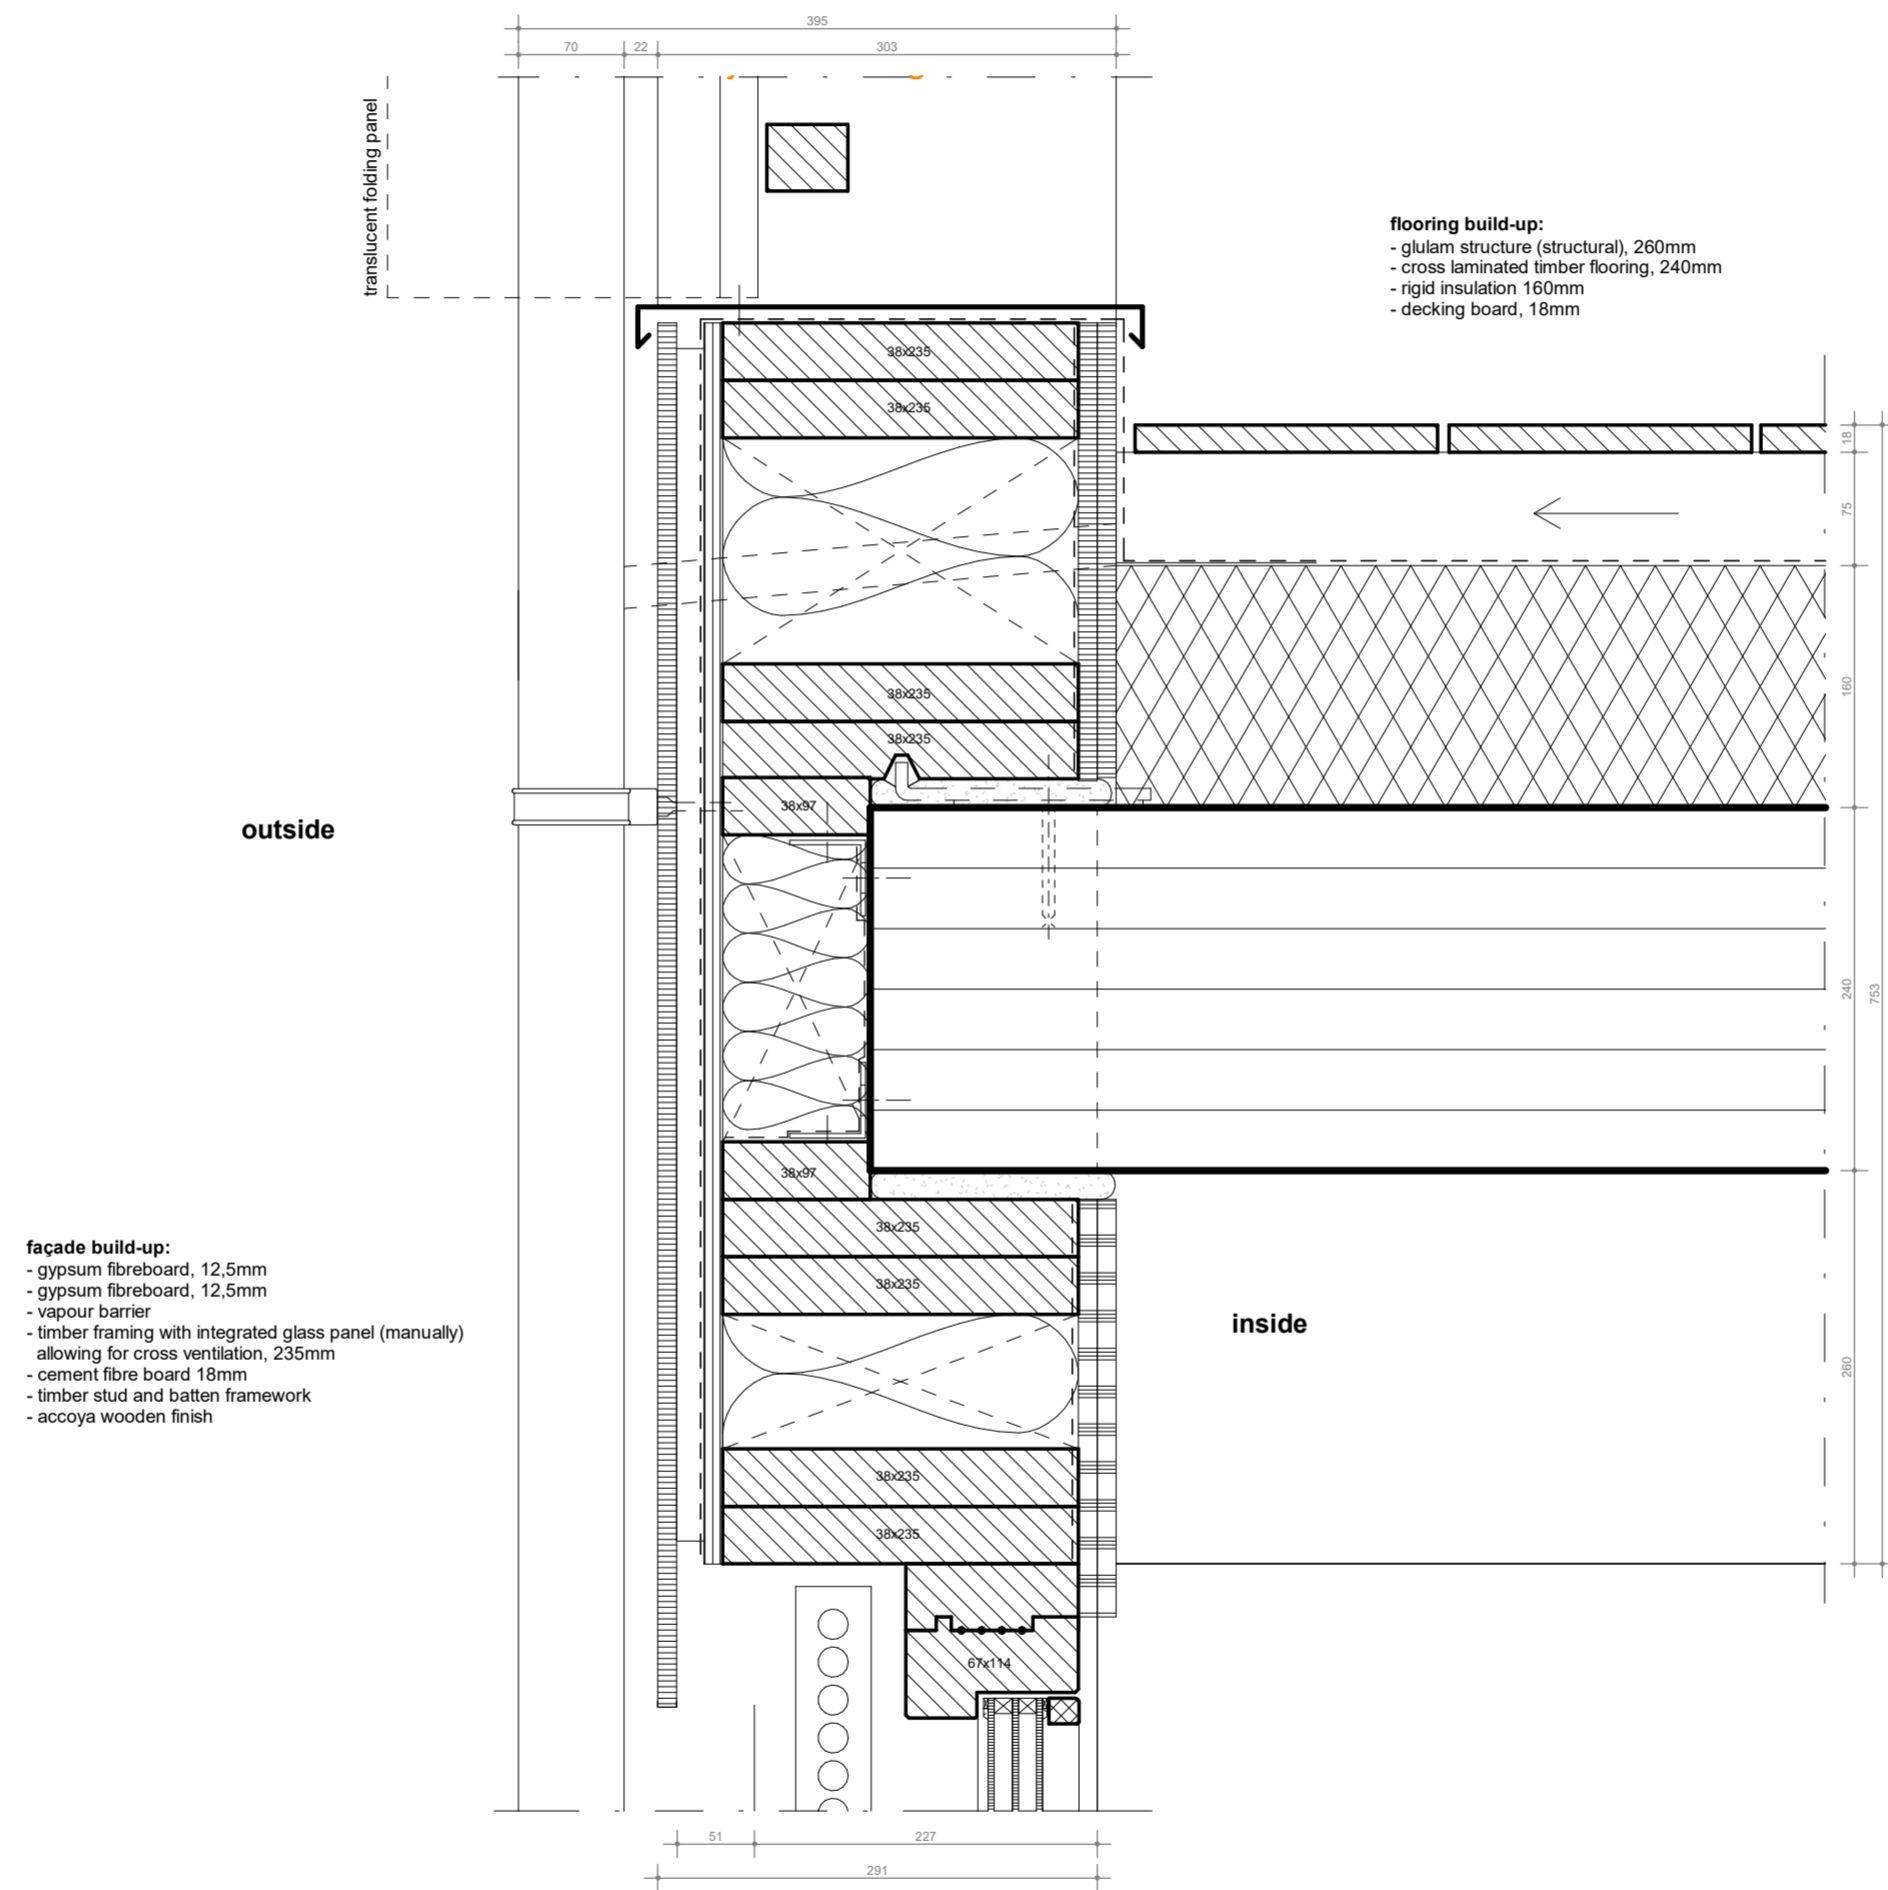 395
70
22
303
translucent folding panel
flooring build-up:
- glulam structure (structural), 260mm
- cross laminated timber flooring, 240mm
- rigid insulation 160mm
- decking board, 18mm
38x235
38x235
18
75
38x235
160
38x235
38x97
outside
240
753
38x97
38x235
façade build-up:
- gypsum fibreboard, 12,5mm
- gypsum fibreboard, 12,5mm
- vapour barrier
- timber framing with integrated glass panel (manually)
allowing for cross ventilation, 235mm
- cement fibre board 18mm
- timber stud and batten framework
- accoya wooden finish
38x235
inside
260
38x235
38x235
67x114
51
227
291